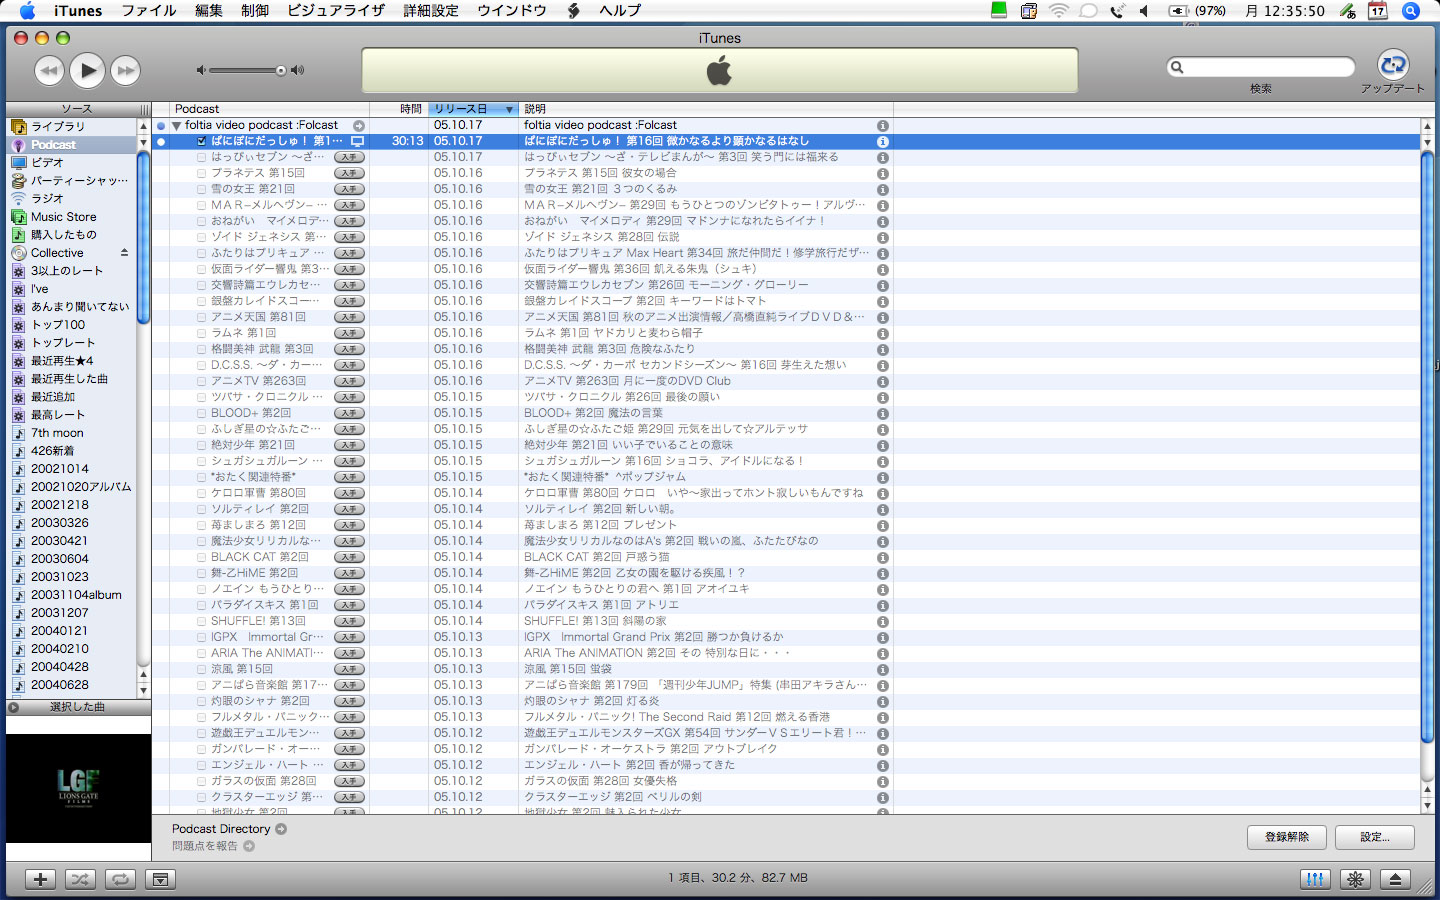 iTunes ファイル 編集 制御 ビジュアライザ 詳細設定 ウインドウ ヘルプ (97%) 月 12:35:50 17
iTunes
検索 アップデート
ソース
ライブラリ
Podcast
ビデオ
パーティーシャッ…
ラジオ
Music Store
購入したもの
Collective
3以上のレート
I've
あんまり聞いてない
トップ100
トップレート
最近再生★4
最近再生した曲
最近追加
最高レート
7th moon
426新着
20021014
20021020アルバム
20021218
20030326
20030421
20030604
20031023
20031104album
20031207
20040121
20040210
20040428
20040628
選択した曲
LGF
LIONS GATE
FILMS
Podcast 時間 リリース日 説明
foltia video podcast :Folcast 05.10.17 foltia video podcast :Folcast
ぱにぽにだっしゅ！ 第1… 30:13 05.10.17 ぱにぽにだっしゅ！ 第16回 微かなるより顕かなるはなし
はっぴぃセブン 〜ざ… 入手 05.10.17 はっぴぃセブン 〜ざ・テレビまんが〜 第3回 笑う門には福来る
プラネテス 第15回 入手 05.10.16 プラネテス 第15回 彼女の場合
雪の女王 第21回 入手 05.10.16 雪の女王 第21回 ３つのくるみ
ＭＡＲ−メルヘヴン− … 入手 05.10.16 ＭＡＲ−メルヘヴン− 第29回 もうひとつのゾンビタトゥー！アルヴ…
おねがい　マイメロデ… 入手 05.10.16 おねがい　マイメロディ 第29回 マドンナになれたらイイナ！
ゾイド ジェネシス 第… 入手 05.10.16 ゾイド ジェネシス 第28回 伝説
ふたりはプリキュア … 入手 05.10.16 ふたりはプリキュア Max Heart 第34回 旅だ仲間だ！修学旅行だゼ…
仮面ライダー響鬼 第3… 入手 05.10.16 仮面ライダー響鬼 第36回 飢える朱鬼（シュキ）
交響詩篇エウレカセ… 入手 05.10.16 交響詩篇エウレカセブン 第26回 モーニング・グローリー
銀盤カレイドスコー… 入手 05.10.16 銀盤カレイドスコープ 第2回 キーワードはトマト
アニメ天国 第81回 入手 05.10.16 アニメ天国 第81回 秋のアニメ出演情報／高橋直純ライブＤＶＤ＆…
ラムネ 第1回 入手 05.10.16 ラムネ 第1回 ヤドカリと麦わら帽子
格闘美神 武龍 第3回 入手 05.10.16 格闘美神 武龍 第3回 危険なふたり
D.C.S.S. 〜ダ・カー… 入手 05.10.16 D.C.S.S. 〜ダ・カーポ セカンドシーズン〜 第16回 芽生えた想い
アニメTV 第263回 入手 05.10.16 アニメTV 第263回 月に一度のDVD Club
ツバサ・クロニクル … 入手 05.10.15 ツバサ・クロニクル 第26回 最後の願い
BLOOD+ 第2回 入手 05.10.15 BLOOD+ 第2回 魔法の言葉
ふしぎ星の☆ふたご… 入手 05.10.15 ふしぎ星の☆ふたご姫 第29回 元気を出して☆アルテッサ
絶対少年 第21回 入手 05.10.15 絶対少年 第21回 いい子でいることの意味
シュガシュガルーン … 入手 05.10.15 シュガシュガルーン 第16回 ショコラ、アイドルになる！
*おたく関連特番* 入手 05.10.15 *おたく関連特番* ^ポップジャム
ケロロ軍曹 第80回 入手 05.10.14 ケロロ軍曹 第80回 ケロロ　いや〜家出ってホント寂しいもんですね
ソルティレイ 第2回 入手 05.10.14 ソルティレイ 第2回 新しい朝。
苺ましまろ 第12回 入手 05.10.14 苺ましまろ 第12回 プレゼント
魔法少女リリカルな… 入手 05.10.14 魔法少女リリカルなのはA's 第2回 戦いの嵐、ふたたびなの
BLACK CAT 第2回 入手 05.10.14 BLACK CAT 第2回 戸惑う猫
舞-乙HiME 第2回 入手 05.10.14 舞-乙HiME 第2回 乙女の園を駆ける疾風！？
ノエイン もうひとり… 入手 05.10.14 ノエイン もうひとりの君へ 第1回 アオイユキ
パラダイスキス 第1回 入手 05.10.14 パラダイスキス 第1回 アトリエ
SHUFFLE! 第13回 入手 05.10.14 SHUFFLE! 第13回 斜陽の家
IGPX　Immortal Gr… 入手 05.10.13 IGPX　Immortal Grand Prix 第2回 勝つか負けるか
ARIA The ANIMATI… 入手 05.10.13 ARIA The ANIMATION 第2回 その 特別な日に・・・
涼風 第15回 入手 05.10.13 涼風 第15回 蛍袋
アニぱら音楽館 第17… 入手 05.10.13 アニぱら音楽館 第179回 「週刊少年JUMP」特集 (串田アキラさん…
灼眼のシャナ 第2回 入手 05.10.13 灼眼のシャナ 第2回 灯る炎
フルメタル・パニック… 入手 05.10.13 フルメタル・パニック! The Second Raid 第12回 燃える香港
遊戯王デュエルモン… 入手 05.10.12 遊戯王デュエルモンスターズGX 第54回 サンダーＶＳエリート君！…
ガンパレード・オー… 入手 05.10.12 ガンパレード・オーケストラ 第2回 アウトブレイク
エンジェル・ハート … 入手 05.10.12 エンジェル・ハート 第2回 香が帰ってきた
ガラスの仮面 第28回 入手 05.10.12 ガラスの仮面 第28回 女優失格
クラスターエッジ 第… 入手 05.10.12 クラスターエッジ 第2回 ベリルの剣
地獄少女 第2回 入手 05.10.12 地獄少女 第2回 魅入られた少女
Podcast Directory
問題点を報告
登録解除 設定...
1 項目、30.2 分、82.7 MB